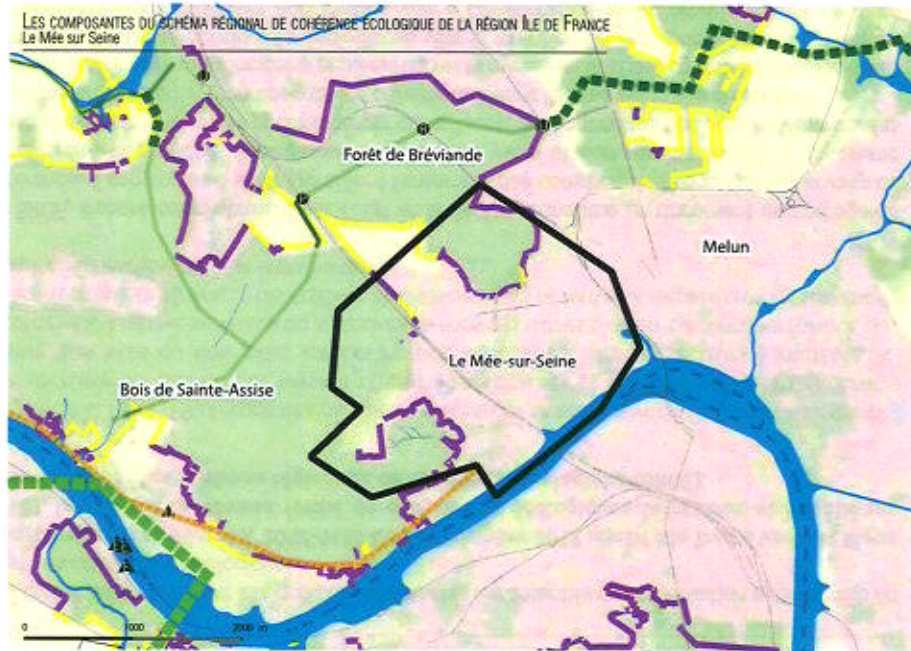 LES COMPOSANTES DU SCHÉMA RÉGIONAL DE COHÉRENCE ÉCOLOGIQUE DE LA RÉGION ILE DE FRANCE
Le Mée sur Seine
Forêt de Bréviande
Melun
Le Mée-sur-Seine
Bois de Sainte-Assise
0 1000 2000 m